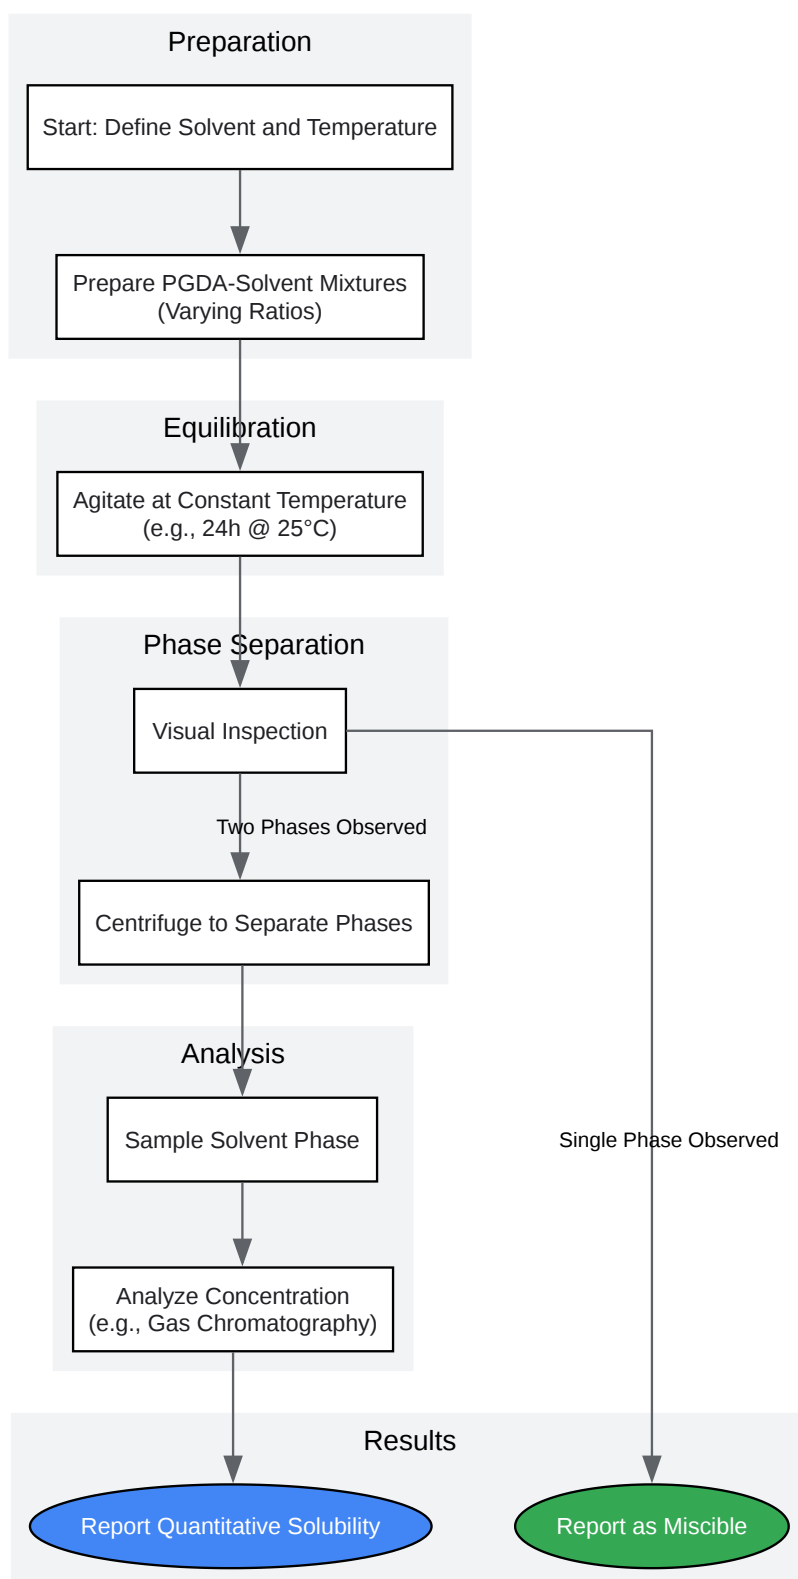 Preparation
Start: Define Solvent and Temperature
Prepare PGDA-Solvent Mixtures
(Varying Ratios)
Equilibration
Agitate at Constant Temperature
(e.g., 24h @ 25°C)
Phase Separation
Visual Inspection
Two Phases Observed
Centrifuge to Separate Phases
Analysis
Sample Solvent Phase
Single Phase Observed
Analyze Concentration
(e.g., Gas Chromatography)
Results
Report Quantitative Solubility
Report as Miscible